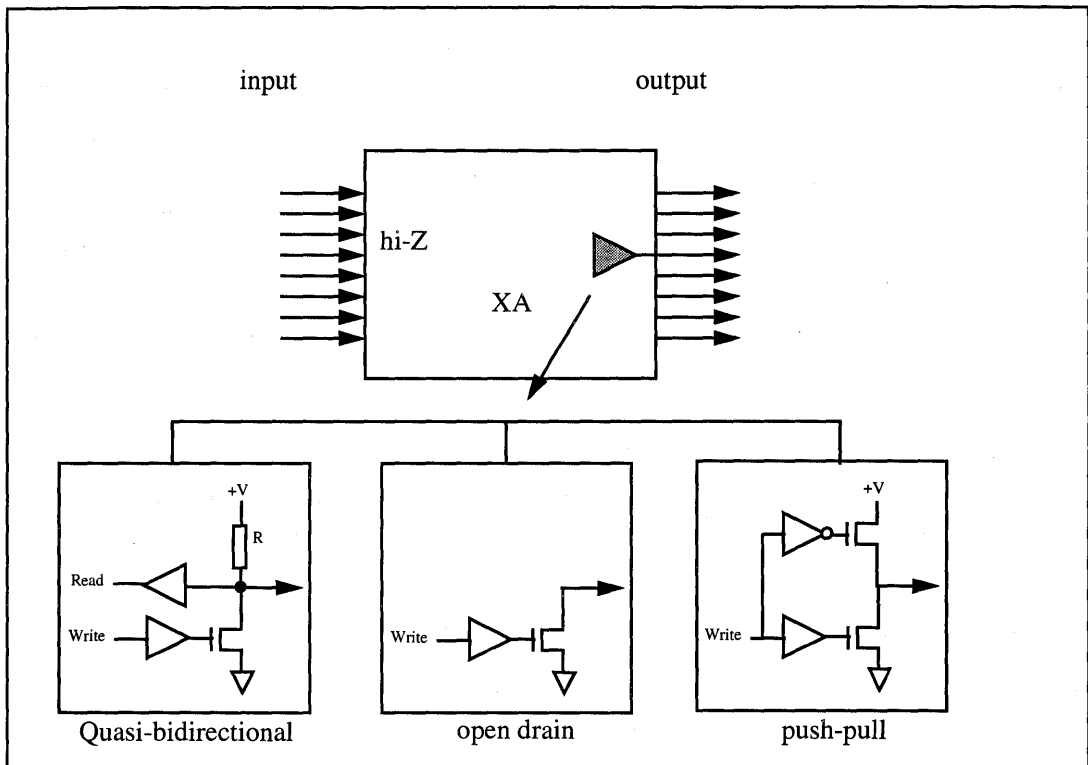 input
output
hi-Z
XA
+V
R
Read
Write
Quasi-bidirectional
Write
open drain
+V
Write
push-pull